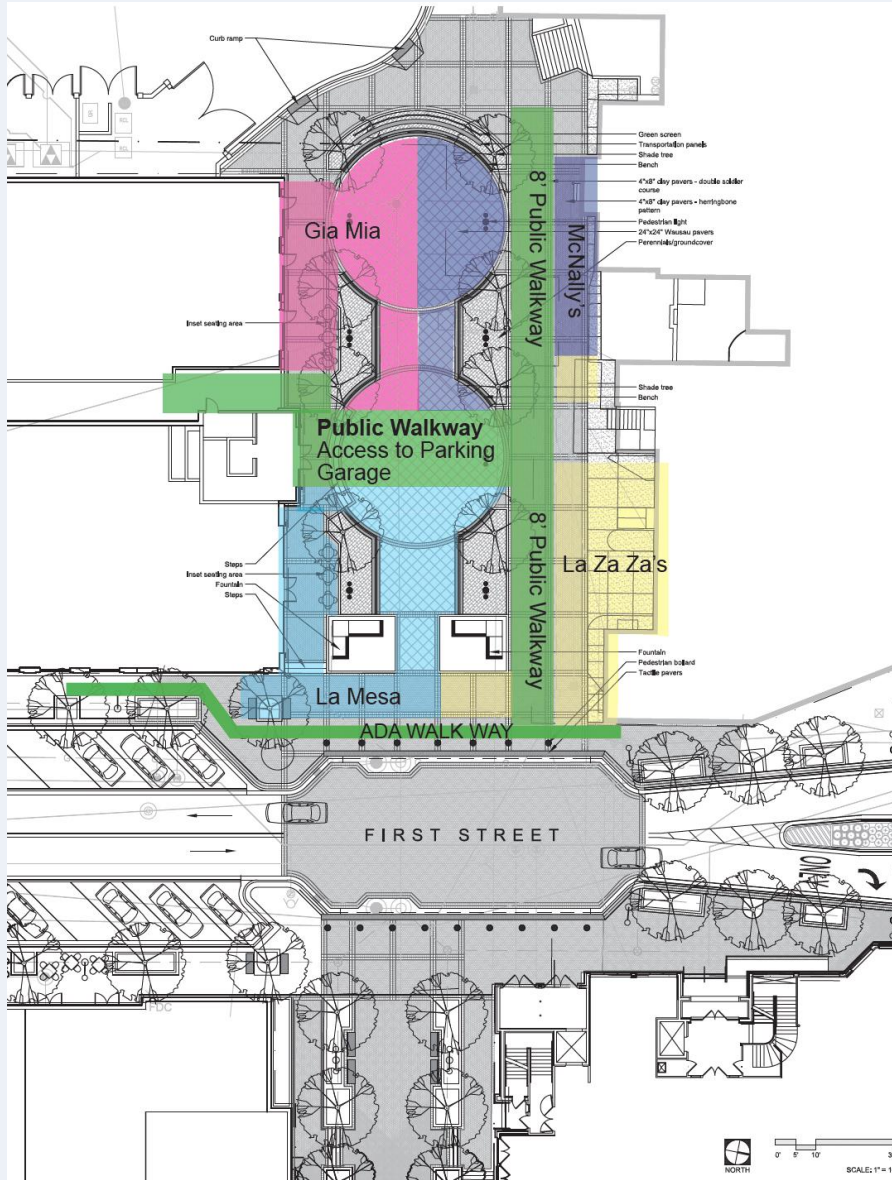 Curb ramp
S
REL
REL
Green screen
Transportation panels
Shade tree
Bench
4"x8" clay pavers - double soldier
course
4"x8" clay pavers - herringbone
pattern
Pedestrian light
24"x24" Wausau pavers
Perennials/groundcover
Gia Mia
8' Public Walkway
McNally's
Inset seating area
Shade tree
Bench
Public Walkway
Access to Parking
Garage
8' Public Walkway
La Za Za's
Steps
Inset seating area
Fountain
Steps
Fountain
Pedestrian bollard
Tactile pavers
La Mesa
ADA WALK WAY
FIRST STREET
FDC
NORTH
0' 5' 10'
SCALE: 1" = 1